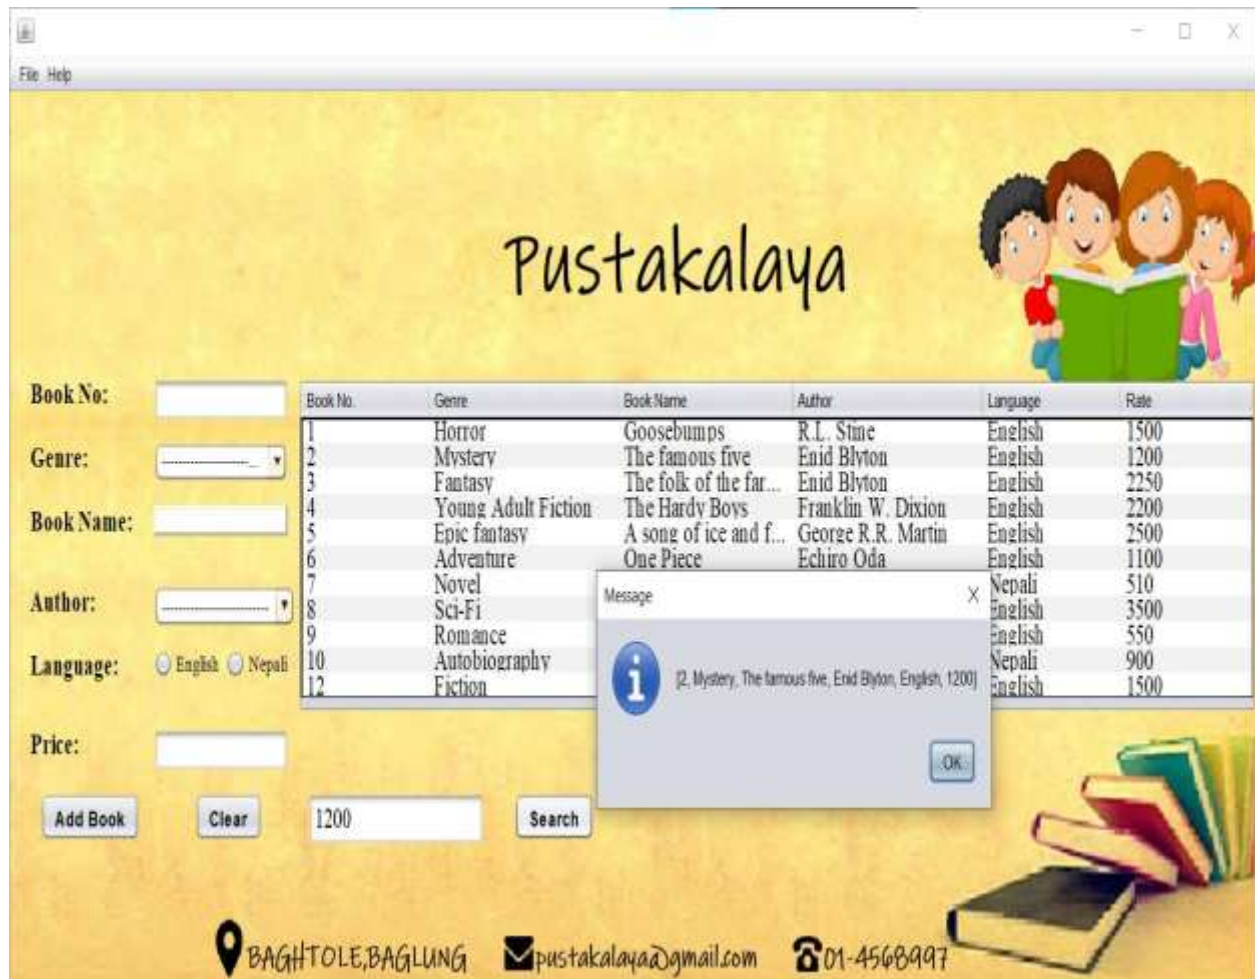 File Help
Pustakalaya
Book No:
Genre:
Book Name:
Author:
Language: English Nepali
Price:
Book No. Genre Book Name Author Language Rate
1 Horror Goosebumps R.L. Stine English 1500
2 Mystery The famous five Enid Blyton English 1200
3 Fantasy The folk of the far... Enid Blyton English 2250
4 Young Adult Fiction The Hardy Boys Franklin W. Dixion English 2200
5 Epic fantasy A song of ice and f... George R.R. Martin English 2500
6 Adventure One Piece Echiro Oda English 1100
7 Novel Nepali 510
8 Sci-Fi English 3500
9 Romance English 550
10 Autobiography Nepali 900
12 Fiction English 1500
Message X
[2, Mystery, The famous five, Enid Blyton, English, 1200]
OK
Add Book Clear 1200 Search
BAGHTOLE,BAGLUNG pustakalaya@gmail.com 01-4568997